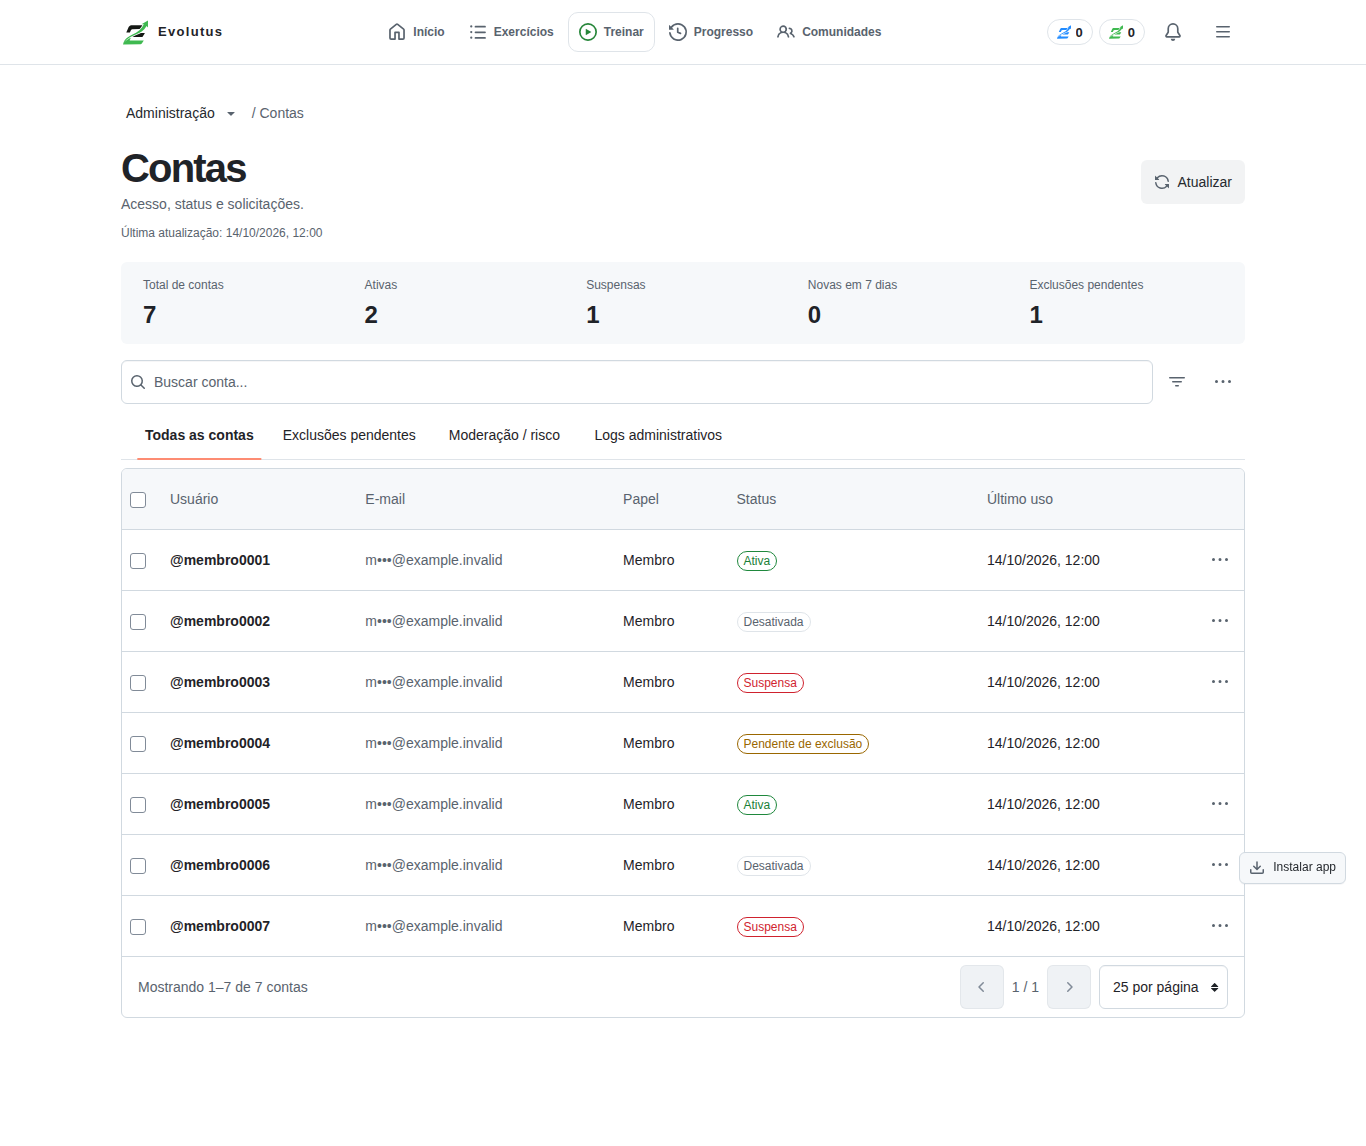 Evolutus
Início
Exercícios
Treinar
Progresso
Comunidades
0
0
Administração / Contas
Contas
Acesso, status e solicitações.
Última atualização: 14/10/2026, 12:00
Atualizar
Total de contas
7
Ativas
2
Suspensas
1
Novas em 7 dias
0
Exclusões pendentes
1
Buscar conta...
Todas as contas
Exclusões pendentes
Moderação / risco
Logs administrativos
Usuário E-mail Papel Status Último uso
@membro0001 m•••@example.invalid Membro Ativa 14/10/2026, 12:00
@membro0002 m•••@example.invalid Membro Desativada 14/10/2026, 12:00
@membro0003 m•••@example.invalid Membro Suspensa 14/10/2026, 12:00
@membro0004 m•••@example.invalid Membro Pendente de exclusão 14/10/2026, 12:00
@membro0005 m•••@example.invalid Membro Ativa 14/10/2026, 12:00
@membro0006 m•••@example.invalid Membro Desativada 14/10/2026, 12:00
Instalar app
@membro0007 m•••@example.invalid Membro Suspensa 14/10/2026, 12:00
Mostrando 1–7 de 7 contas
1 / 1
25 por página